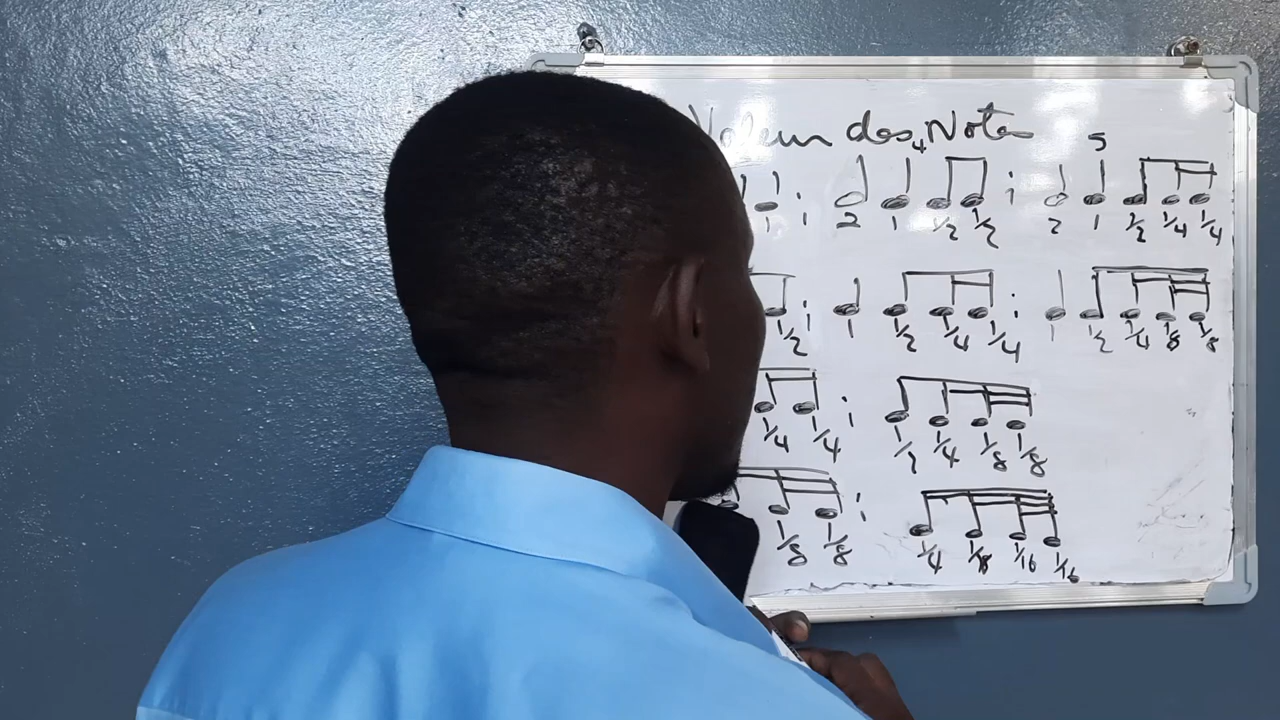 Valeur des Notes
4 5
1 ; 2 1 1/2 1/2 ; 2 1 1/2 1/4 1/4
1/2 ; 1 1/2 1/4 1/4 ; 1 1/2 1/4 1/8 1/8
1/4 1/4 ; 1/2 1/4 1/8 1/8
1/8 1/8 ; 1/4 1/8 1/16 1/16